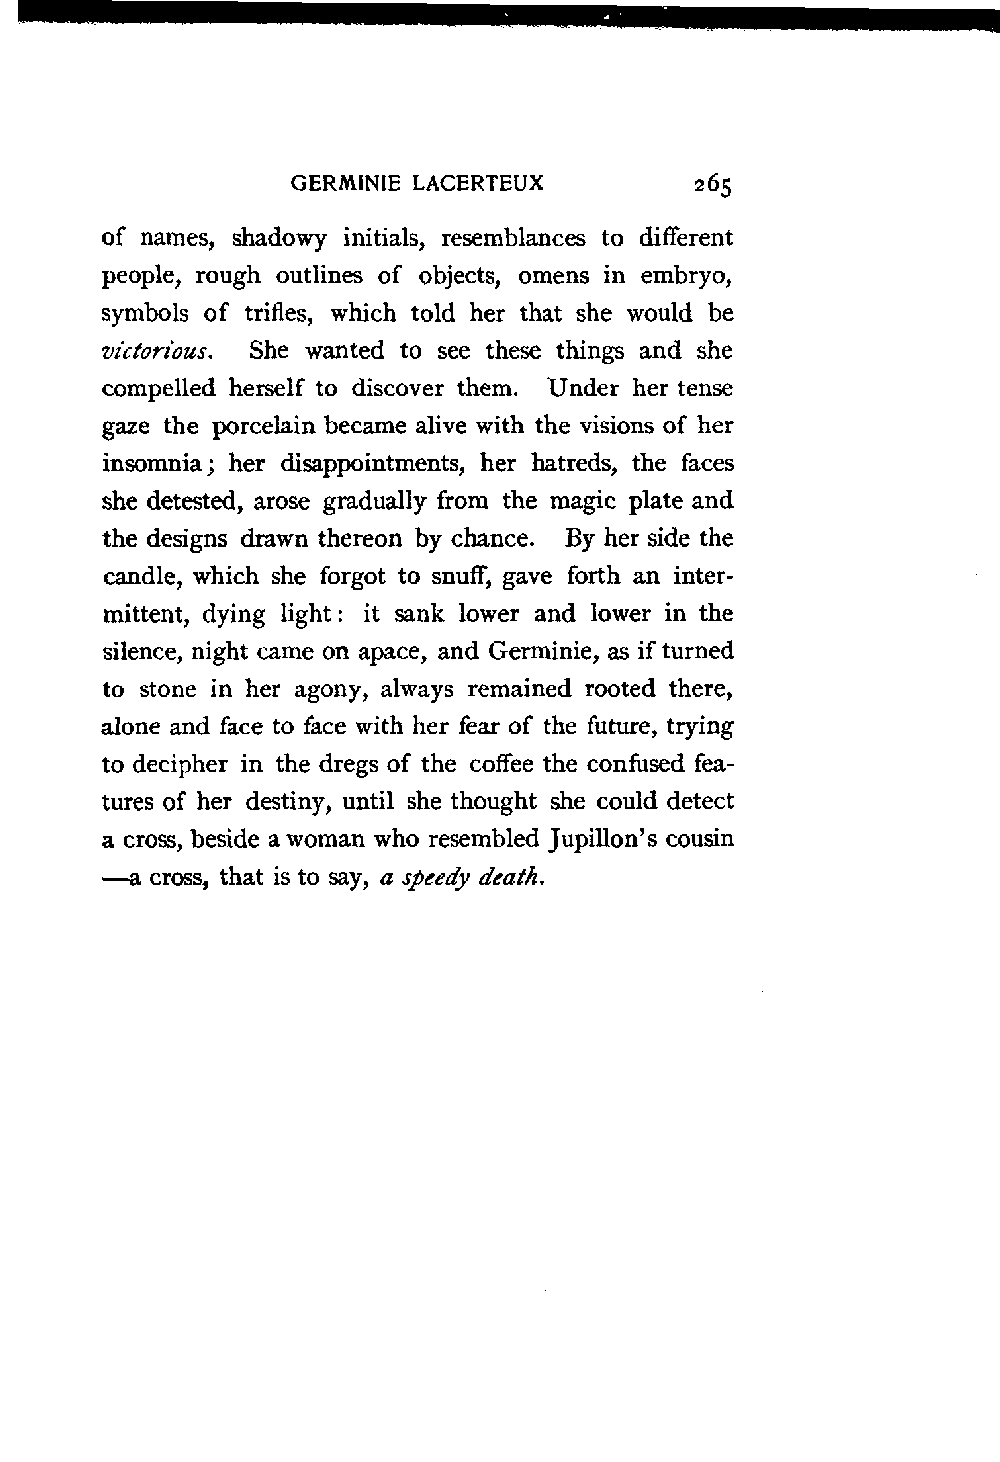 GERMINIE LACERTEUX 265
of names, shadowy initials, resemblances to different
people, rough outlines of objects, omens in embryo,
symbols of trifles, which told her that she would be
victorious. She wanted to see these things and she
compelled herself to discover them. Under her tense
gaze the porcelain became alive with the visions of her
insomnia; her disappointments, her hatreds, the faces
she detested, arose gradually from the magic plate and
the designs drawn thereon by chance. By her side the
candle, which she forgot to snuff, gave forth an inter-
mittent, dying light: it sank lower and lower in the
silence, night came on apace, and Germinie, as if turned
to stone in her agony, always remained rooted there,
alone and face to face with her fear of the future, trying
to decipher in the dregs of the coffee the confused fea-
tures of her destiny, until she thought she could detect
a cross, beside a woman who resembled Jupillon's cousin
—a cross, that is to say, a speedy death.